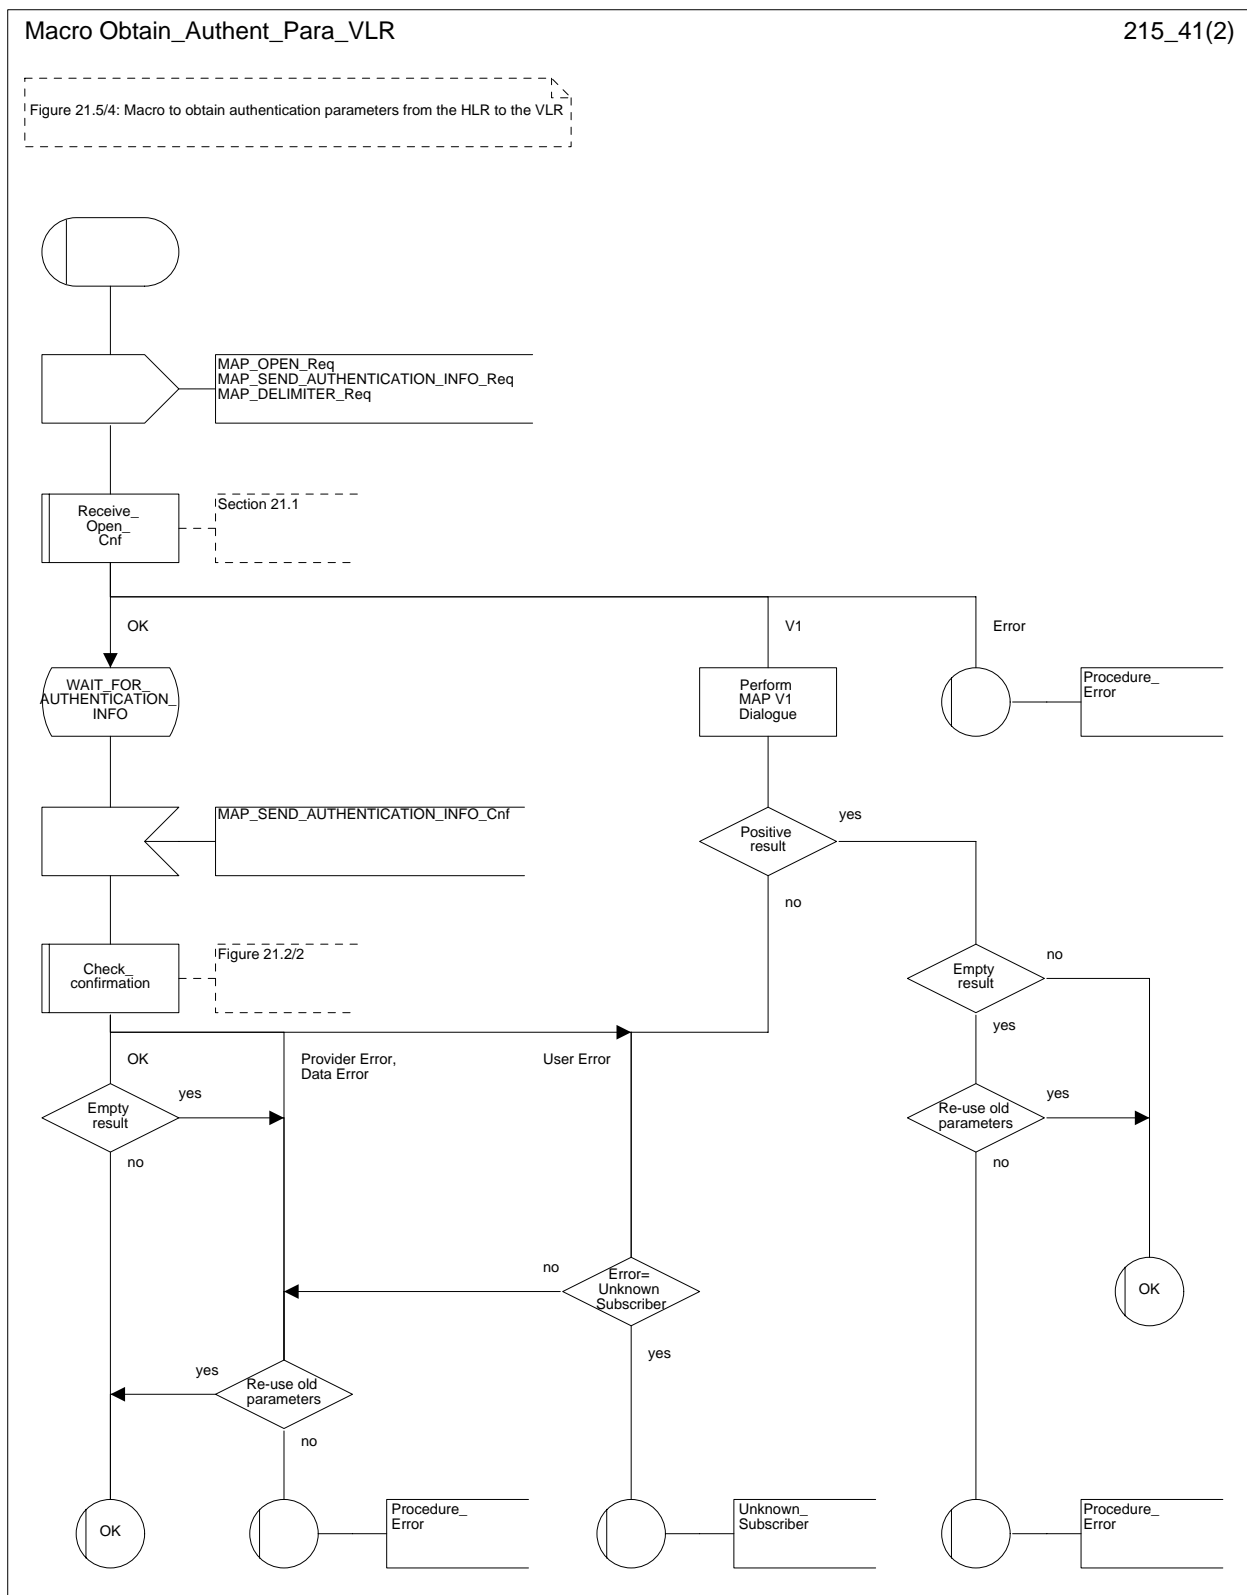 Macro Obtain_Authent_Para_VLR
215_41(2)
Figure 21.5/4: Macro to obtain authentication parameters from the HLR to the VLR
MAP_OPEN_Req
MAP_SEND_AUTHENTICATION_INFO_Req
MAP_DELIMITER_Req
Receive_
Open_
Cnf
Section 21.1
OK
V1
Error
WAIT_FOR_
AUTHENTICATION_
INFO
Perform
MAP V1
Dialogue
Procedure_
Error
MAP_SEND_AUTHENTICATION_INFO_Cnf
Positive
result
yes
no
Check_
confirmation
Figure 21.2/2
Empty
result
no
yes
OK
Provider Error,
Data Error
User Error
Empty
result
yes
no
Re-use old
parameters
yes
no
Error=
Unknown
Subscriber
no
yes
OK
Re-use old
parameters
yes
no
OK
Procedure_
Error
Unknown_
Subscriber
Procedure_
Error